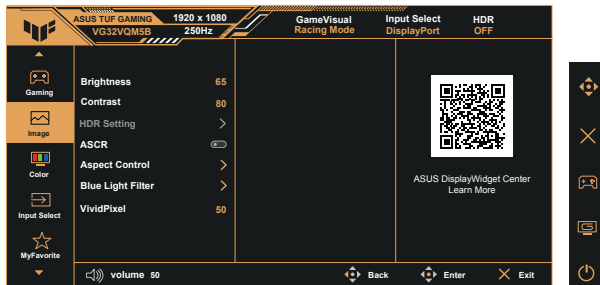 ASUS TUF GAMING 1920 x 1080
VG32VQM5B 250Hz
GameVisual
Racing Mode
Input Select
DisplayPort
HDR
OFF
Gaming
Image
Color
Input Select
MyFavorite
Brightness 65
Contrast 80
HDR Setting
ASCR
Aspect Control
Blue Light Filter
VividPixel 50
ASUS DisplayWidget Center
Learn More
volume 50
Back
Enter
Exit